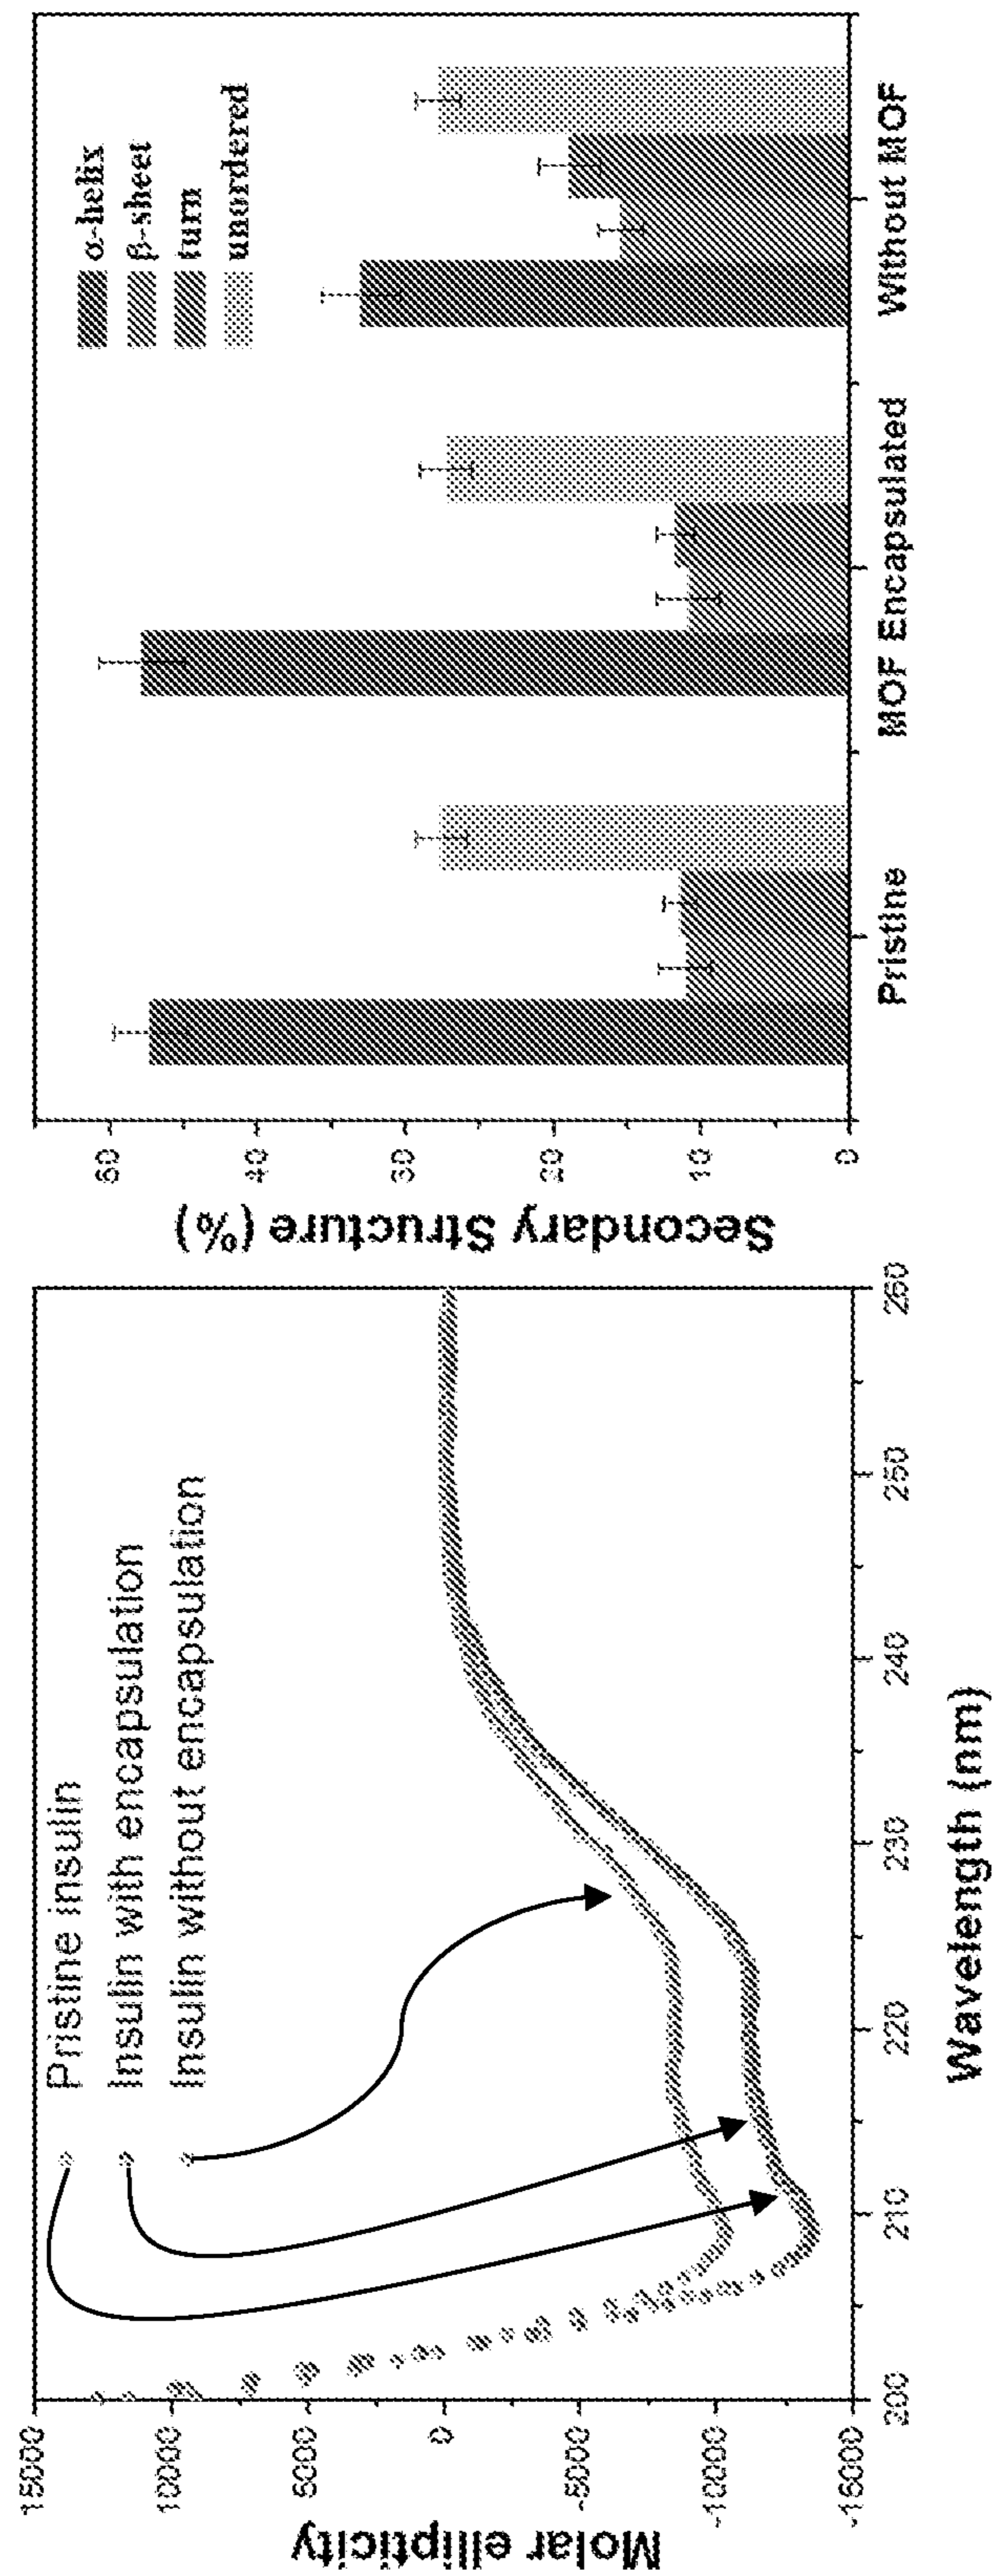 Molar ellipticity
15000
10000
5000
0
-5000
-10000
-15000
Pristine insulin
Insulin with encapsulation
Insulin without encapsulation
200
210
220
230
240
250
260
Wavelength (nm)
Secondary Structure (%)
50
40
30
20
10
0
α-helix
β-sheet
turn
unordered
Pristine
MOF Encapsulated
Without MOF